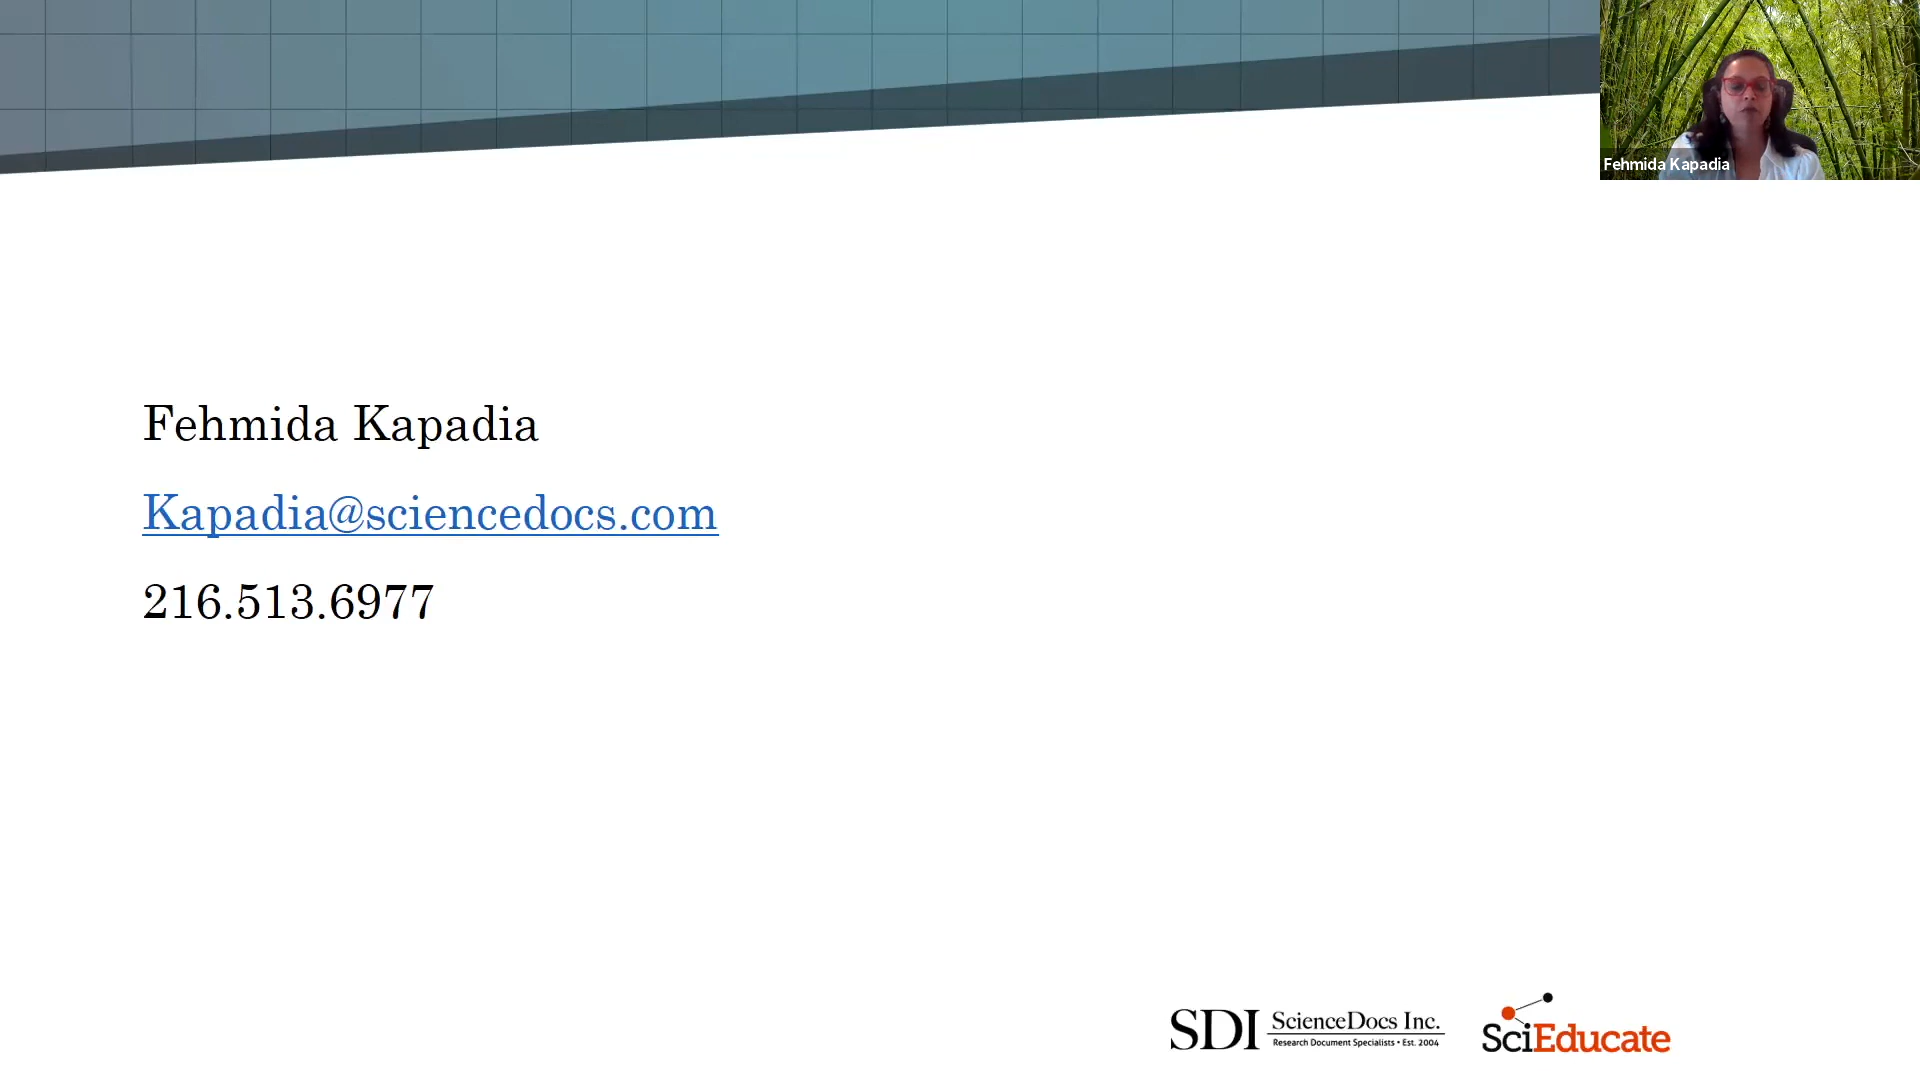 Fehmida Kapadia
Fehmida Kapadia
Kapadia@sciencedocs.com
216.513.6977
SDI ScienceDocs Inc.
Research Document Specialists • Est. 2004
SciEducate